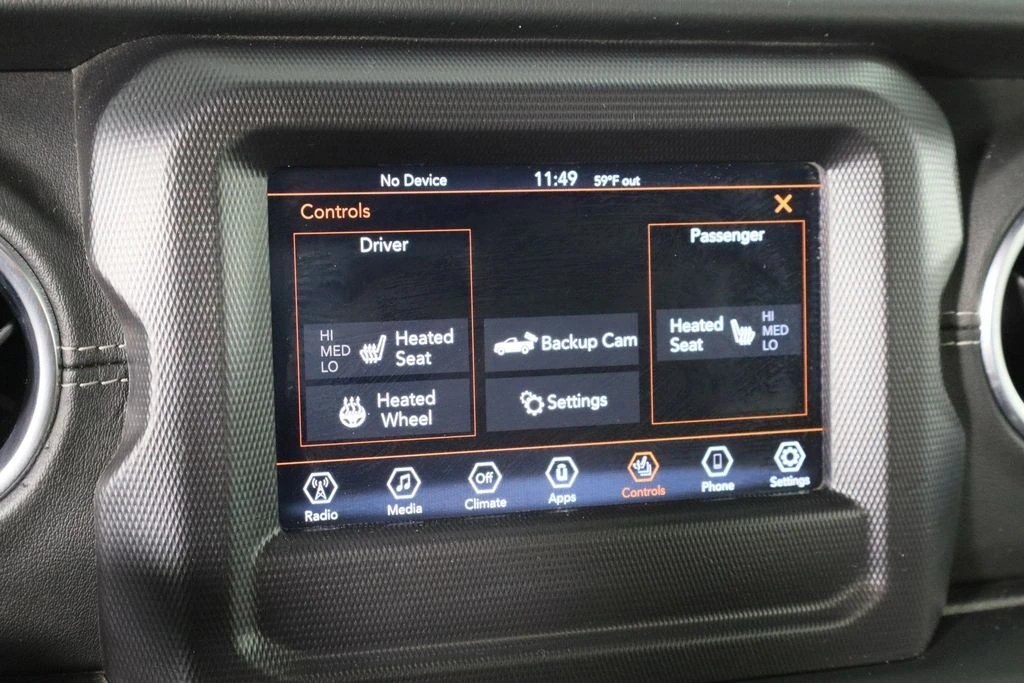 No Device 11:49 59°F out
Controls X
Driver
Passenger
HI
MED
LO
Heated
Seat
Heated
Wheel
Backup Cam
Settings
Heated
Seat
HI
MED
LO
Radio
Media
Off
Climate
Apps
Controls
Phone
Settings